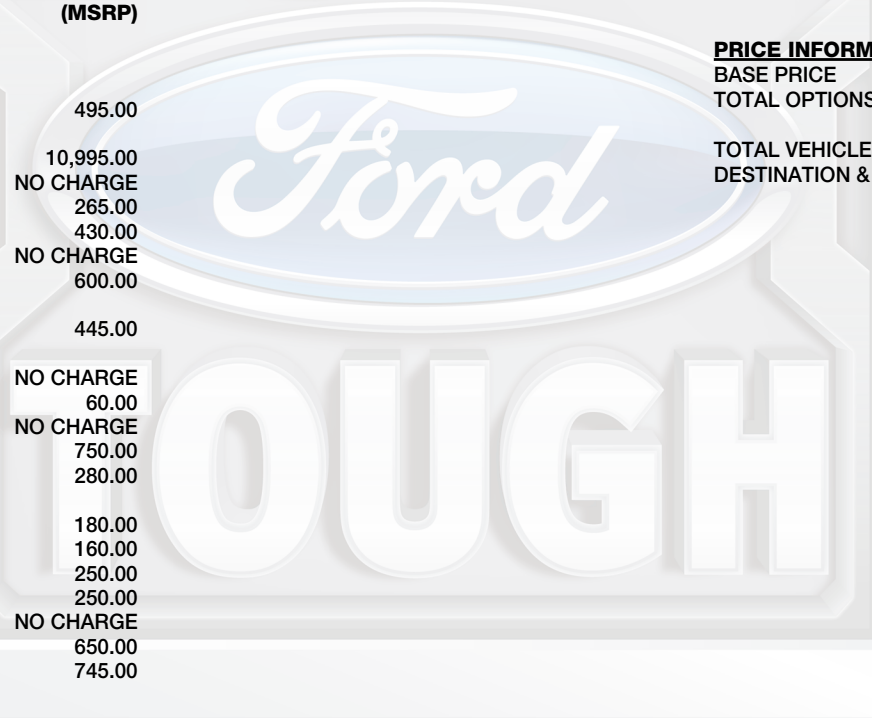 (MSRP)
495.00
10,995.00
NO CHARGE
265.00
430.00
NO CHARGE
600.00
445.00
NO CHARGE
60.00
NO CHARGE
750.00
280.00
180.00
160.00
250.00
250.00
NO CHARGE
650.00
745.00
PRICE INFORM
BASE PRICE
TOTAL OPTIONS
TOTAL VEHICLE
DESTINATION &
Ford
TOUGH